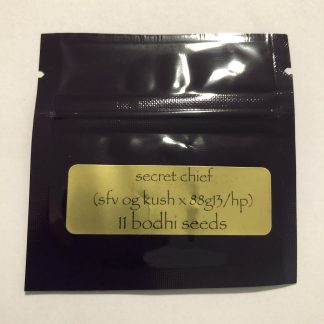 secret chief
(sfv og kush x 88g13/hp)
11 bodhi seeds